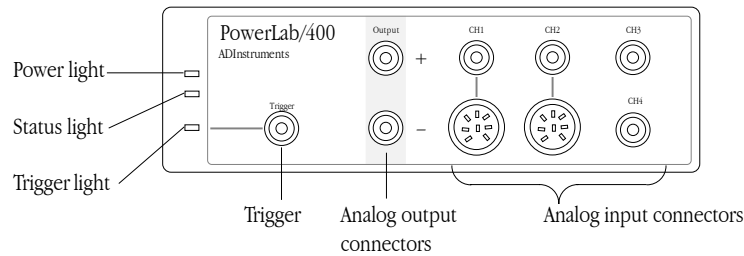 PowerLab/400
ADInstruments
Output
CH1
CH2
CH3
+
Power light
Status light
Trigger
−
CH4
Trigger light
Trigger
Analog output
connectors
Analog input connectors